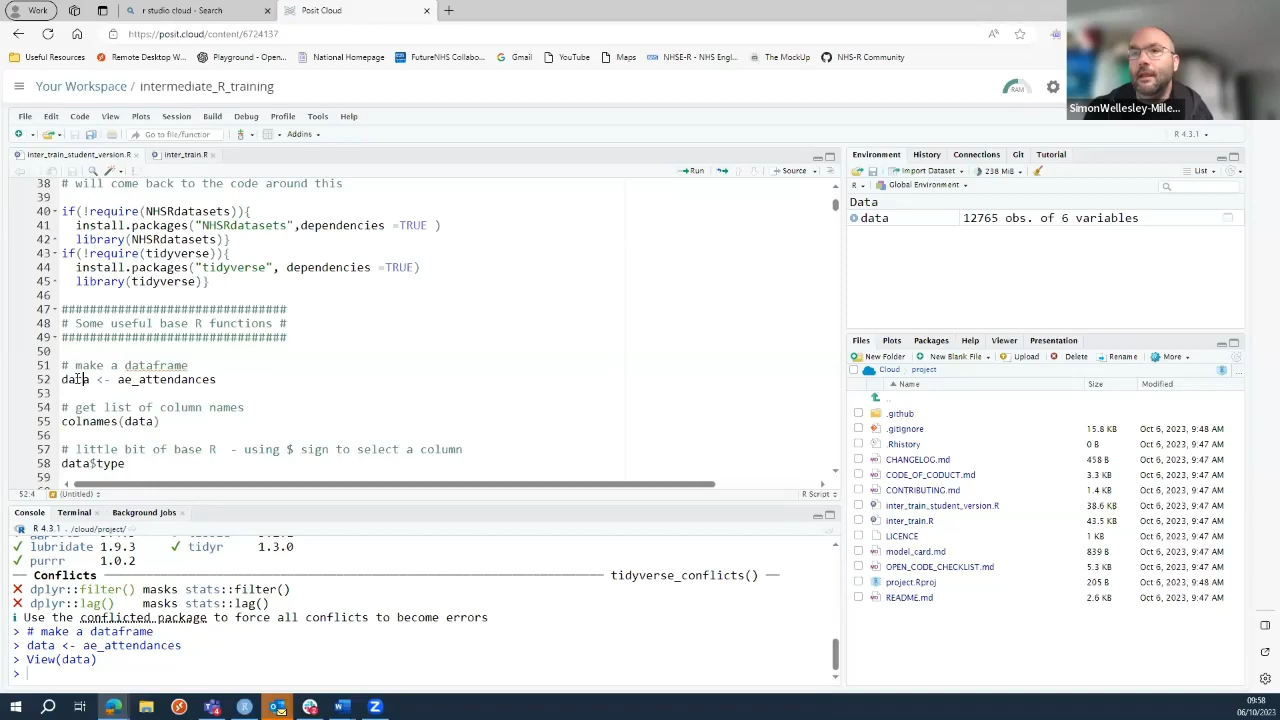 Work
r studio cloud - Search
Posit Cloud
https://posit.cloud/content/6724137
Useful Resources
Remote Desktop W...
Playground - Open...
National Homepage
FutureNHS/Collabo...
Gmail
YouTube
Maps
NHSE-R - NHS Engl...
The MockUp
NHS-R Community
Your Workspace / intermediate_R_training
RAM
SimonWellesley-Mille...
File Edit Code View Plots Session Build Debug Profile Tools Help
Go to file/function
Addins
R 4.3.1
inter_train_student_version.R
inter_train.R
Run
Source
38 # will come back to the code around this
39
40 if(!require(NHSRdatasets)){
41 install.packages("NHSRdatasets",dependencies =TRUE )
42 library(NHSRdatasets)}
43 if(!require(tidyverse)){
44 install.packages("tidyverse", dependencies =TRUE)
45 library(tidyverse)}
46
47 ################################
48 # Some useful base R functions #
49 ################################
50
51 # make a dataframe
52 data <- ae_attendances
53
54 # get list of column names
55 colnames(data)
56
57 # little bit of base R - using $ sign to select a column
58 data$type
59
52:4
(Untitled)
R Script
Console Terminal Background Jobs
R 4.3.1 . /cloud/project/
✓ lubridate 1.9.3 ✓ tidyr 1.3.0
✓ purrr 1.0.2
── Conflicts ── tidyverse_conflicts() ──
✗ dplyr::filter() masks stats::filter()
✗ dplyr::lag() masks stats::lag()
ℹ Use the conflicted package to force all conflicts to become errors
> # make a dataframe
> data <- ae_attendances
> View(data)
>
Environment History Connections Git Tutorial
Import Dataset
238 MiB
List
R
Global Environment
Data
data 12765 obs. of 6 variables
Files Plots Packages Help Viewer Presentation
New Folder New Blank File Upload Delete Rename More
Cloud project
Name Size Modified
..
.github
.gitignore 15.8 KB Oct 6, 2023, 9:48 AM
.Rhistory 0 B Oct 6, 2023, 9:48 AM
CHANGELOG.md 458 B Oct 6, 2023, 9:47 AM
CODE_OF_CODUCT.md 3.3 KB Oct 6, 2023, 9:47 AM
CONTRIBUTING.md 1.4 KB Oct 6, 2023, 9:47 AM
inter_train_student_version.R 38.6 KB Oct 6, 2023, 9:47 AM
inter_train.R 43.5 KB Oct 6, 2023, 9:47 AM
LICENCE 1 KB Oct 6, 2023, 9:47 AM
model_card.md 839 B Oct 6, 2023, 9:47 AM
OPEN_CODE_CHECKLIST.md 5.3 KB Oct 6, 2023, 9:47 AM
project.Rproj 205 B Oct 6, 2023, 9:48 AM
README.md 2.6 KB Oct 6, 2023, 9:47 AM
09:58
06/10/2023